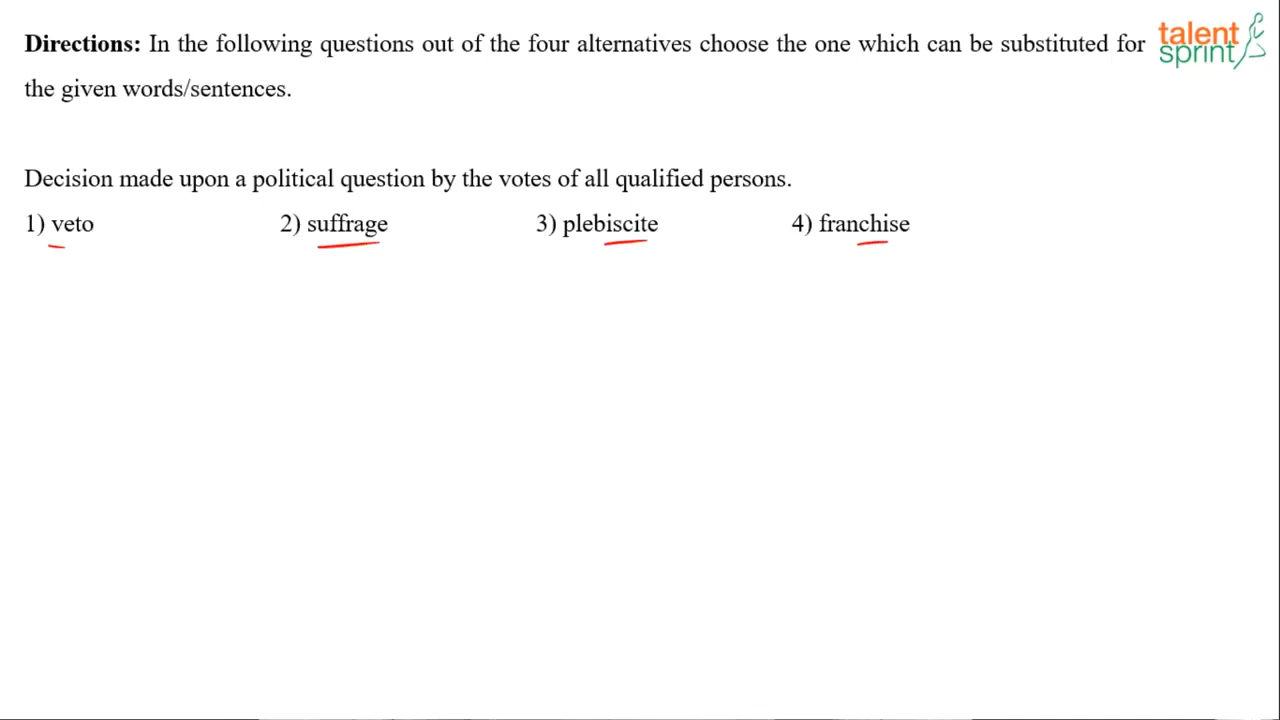 Directions: In the following questions out of the four alternatives choose the one which can be substituted for
the given words/sentences.
talent
sprint
Decision made upon a political question by the votes of all qualified persons.
1) veto 2) suffrage 3) plebiscite 4) franchise